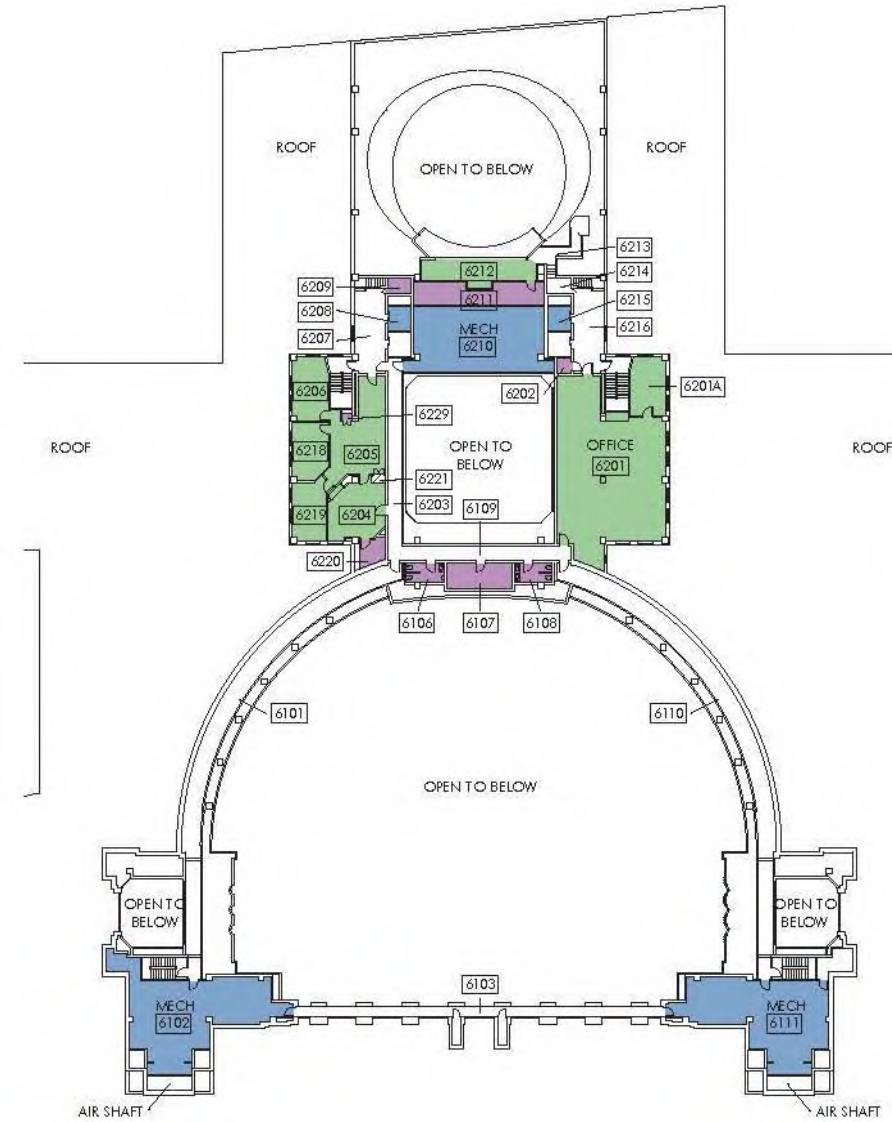 ROOF
ROOF
OPEN TO BELOW
6213
6212
6214
6209
6211
6215
6208
MECH
6216
6207
6210
6206
6202
6201A
6229
ROOF
6218
6205
OPEN TO
BELOW
OFFICE
6201
ROOF
6221
6203
6219
6204
6109
6220
6106
6107
6108
6101
6110
OPEN TO BELOW
OPEN TO
BELOW
OPEN TO
BELOW
6103
MECH
6102
MECH
6111
AIR SHAFT
AIR SHAFT